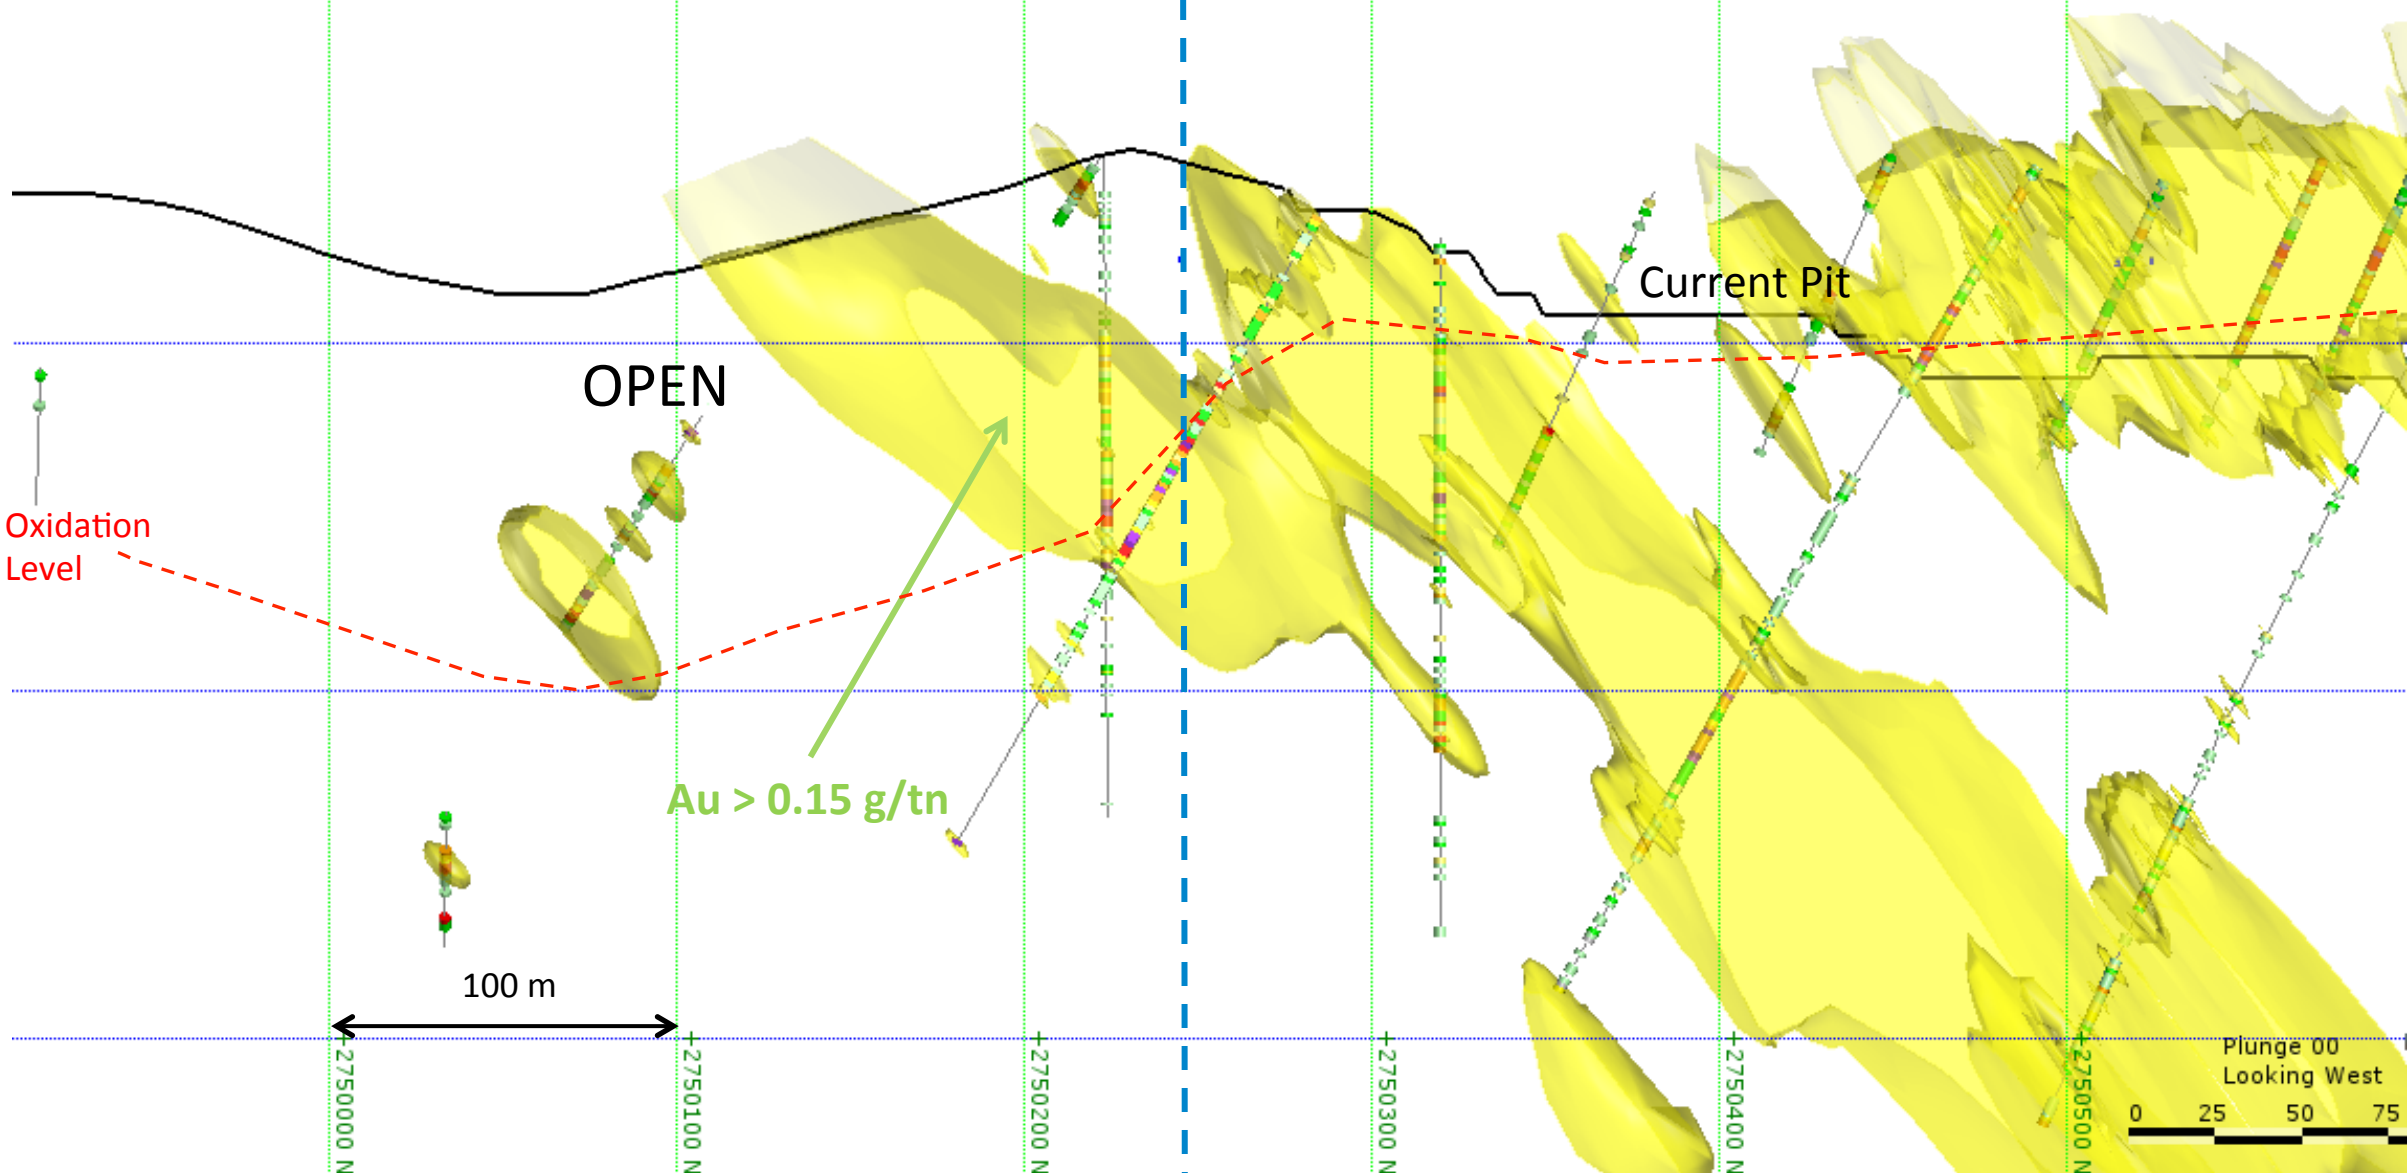 Current Pit
OPEN
Oxidation
Level
Au > 0.15 g/tn
100 m
+2750000 N
+2750100 N
+2750200 N
+2750300 N
+2750400 N
+2750500 N
Plunge 00
Looking West
0 25 50 75